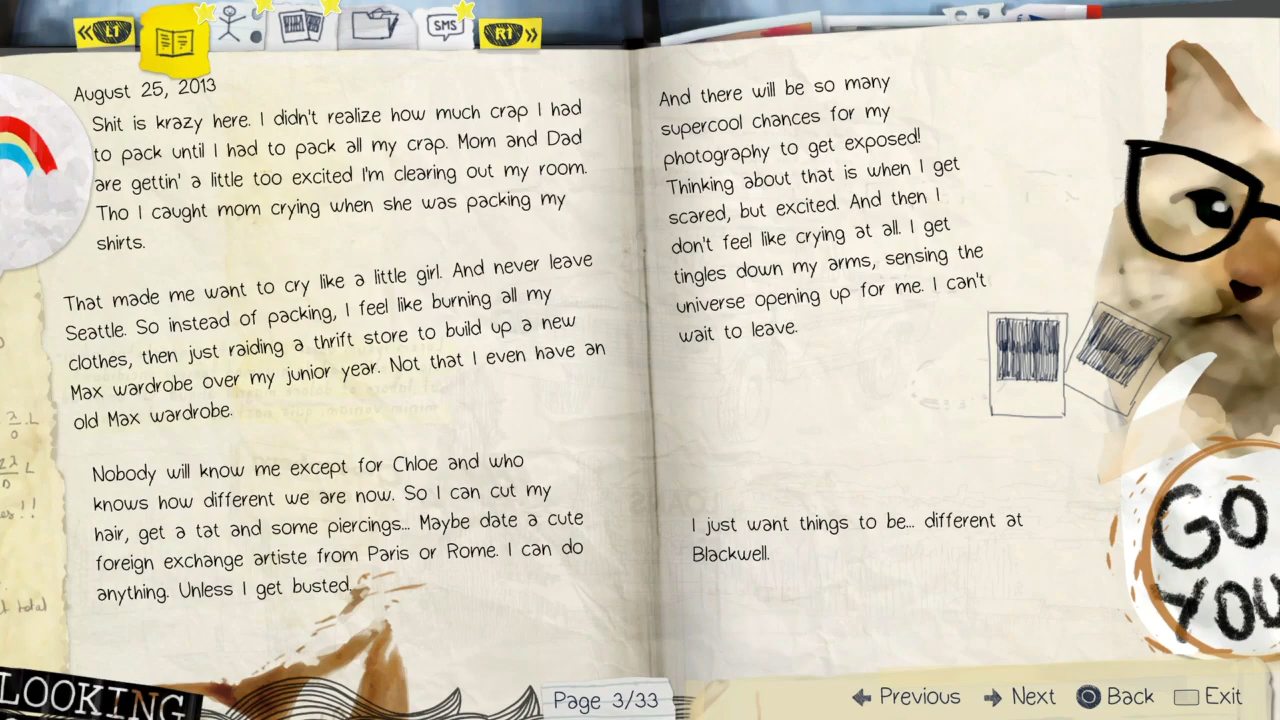 L1
SMS
R1
August 25, 2013
Shit is krazy here. I didn't realize how much crap I had
to pack until I had to pack all my crap. Mom and Dad
are gettin' a little too excited I'm clearing out my room.
Tho I caught mom crying when she was packing my
shirts.
That made me want to cry like a little girl. And never leave
Seattle. So instead of packing, I feel like burning all my
clothes, then just raiding a thrift store to build up a new
Max wardrobe over my junior year. Not that I even have an
old Max wardrobe.
Nobody will know me except for Chloe and who
knows how different we are now. So I can cut my
hair, get a tat and some piercings... Maybe date a cute
foreign exchange artiste from Paris or Rome. I can do
anything. Unless I get busted.
And there will be so many
supercool chances for my
photography to get exposed!
Thinking about that is when I get
scared, but excited. And then I
don't feel like crying at all. I get
tingles down my arms, sensing the
universe opening up for me. I can't
wait to leave.
I just want things to be... different at
Blackwell.
GO
YOU
LOOKING
Page 3/33
Previous
Next
Back
Exit